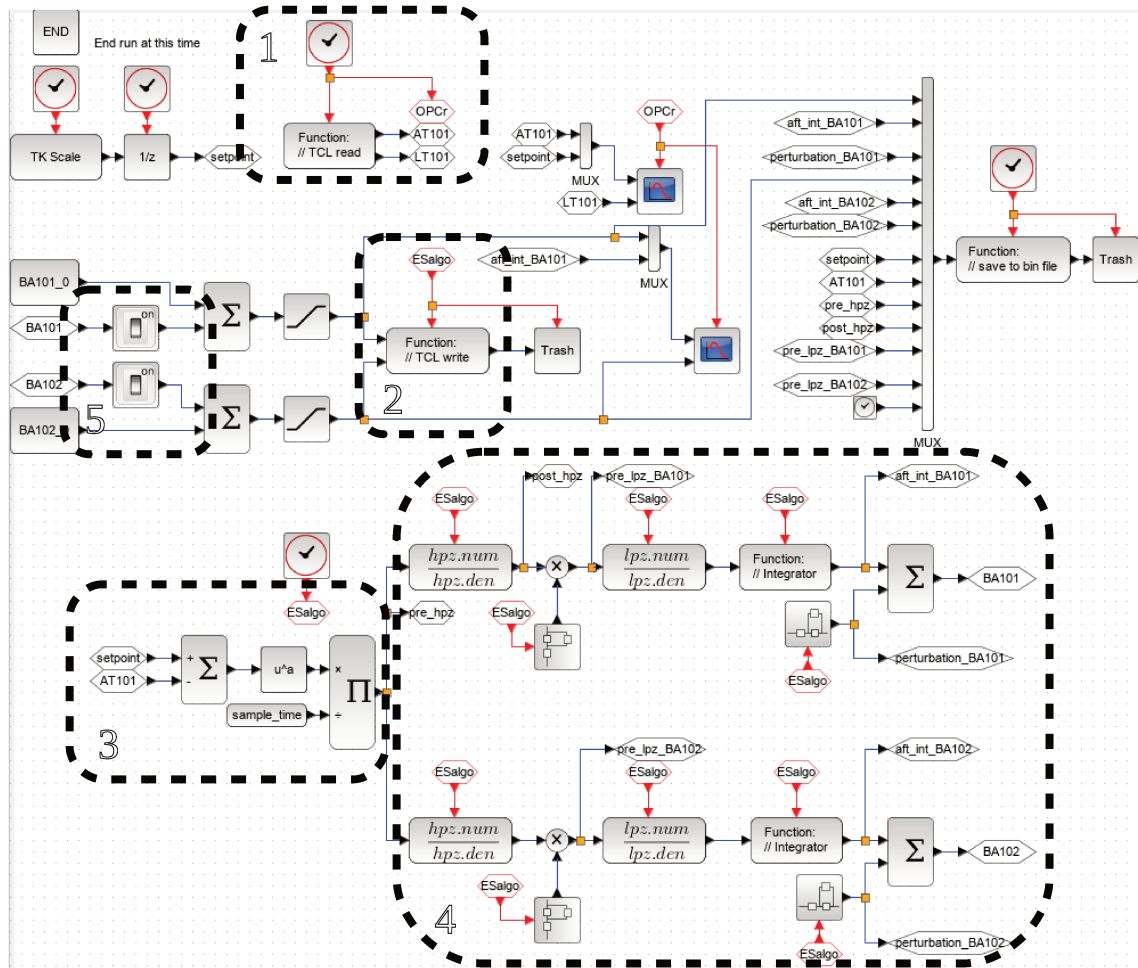 END
End run at this time
1
OPCr
OPCr
TK Scale
1/z
setpoint
Function:
// TCL read
AT101
LT101
AT101
setpoint
MUX
LT101
aft_int_BA101
perturbation_BA101
aft_int_BA102
perturbation_BA102
setpoint
AT101
pre_hpz
post_hpz
pre_lpz_BA101
pre_lpz_BA102
MUX
Function:
// save to bin file
Trash
BA101_0
BA101
on
BA102
on
BA102_
5
Σ
Σ
ESalgo
aft_int_BA101
MUX
Function:
// TCL write
Trash
2
post_hpz
pre_lpz_BA101
aft_int_BA101
ESalgo
ESalgo
ESalgo
hpz.num
hpz.den
×
lpz.num
lpz.den
Function:
// Integrator
Σ
BA101
ESalgo
pre_hpz
ESalgo
perturbation_BA101
ESalgo
setpoint
AT101
+
-
Σ
u^a
sample_time
×
÷
Π
3
pre_lpz_BA102
aft_int_BA102
ESalgo
ESalgo
ESalgo
hpz.num
hpz.den
×
lpz.num
lpz.den
Function:
// Integrator
Σ
BA102
ESalgo
4
perturbation_BA102
ESalgo